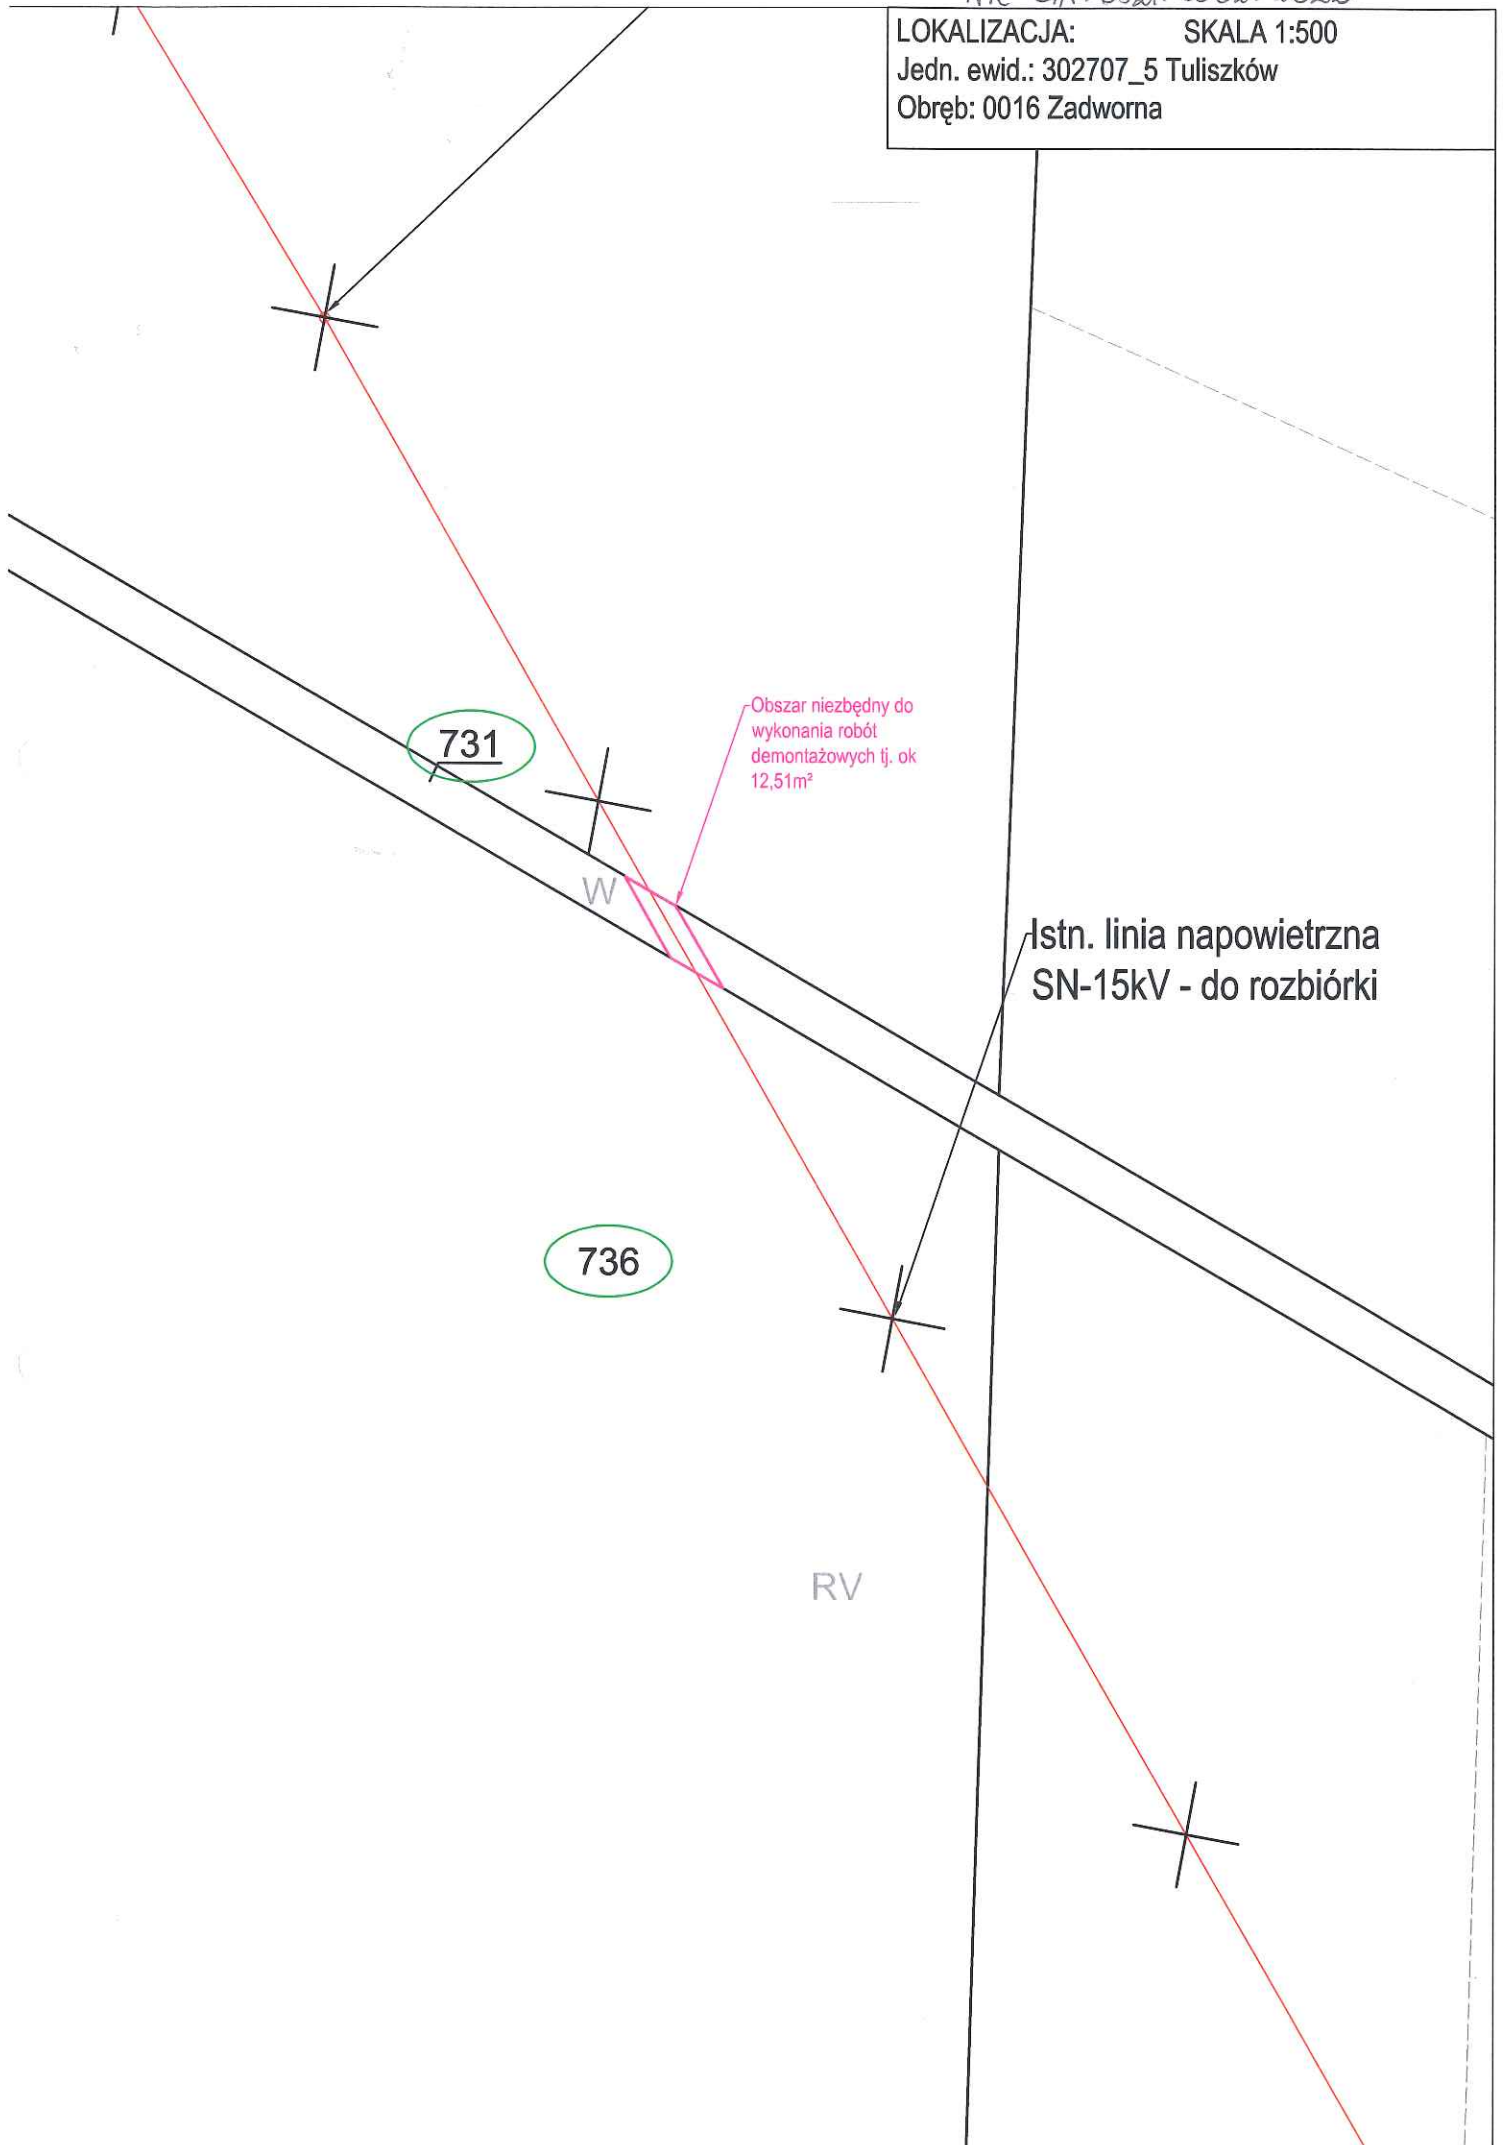 LOKALIZACJA: SKALA 1:500
Jedn. ewid.: 302707_5 Tuliszków
Obręb: 0016 Zadworna
731
Obszar niezbędny do
wykonania robót
demontażowych tj. ok
12,51m²
W
Istn. linia napowietrzna
SN-15kV - do rozbiórki
736
RV